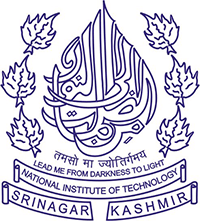 तमसो मा ज्योतिर्गमय
LEAD ME FROM DARKNESS TO LIGHT
NATIONAL INSTITUTE OF TECHNOLOGY
SRINAGAR KASHMIR